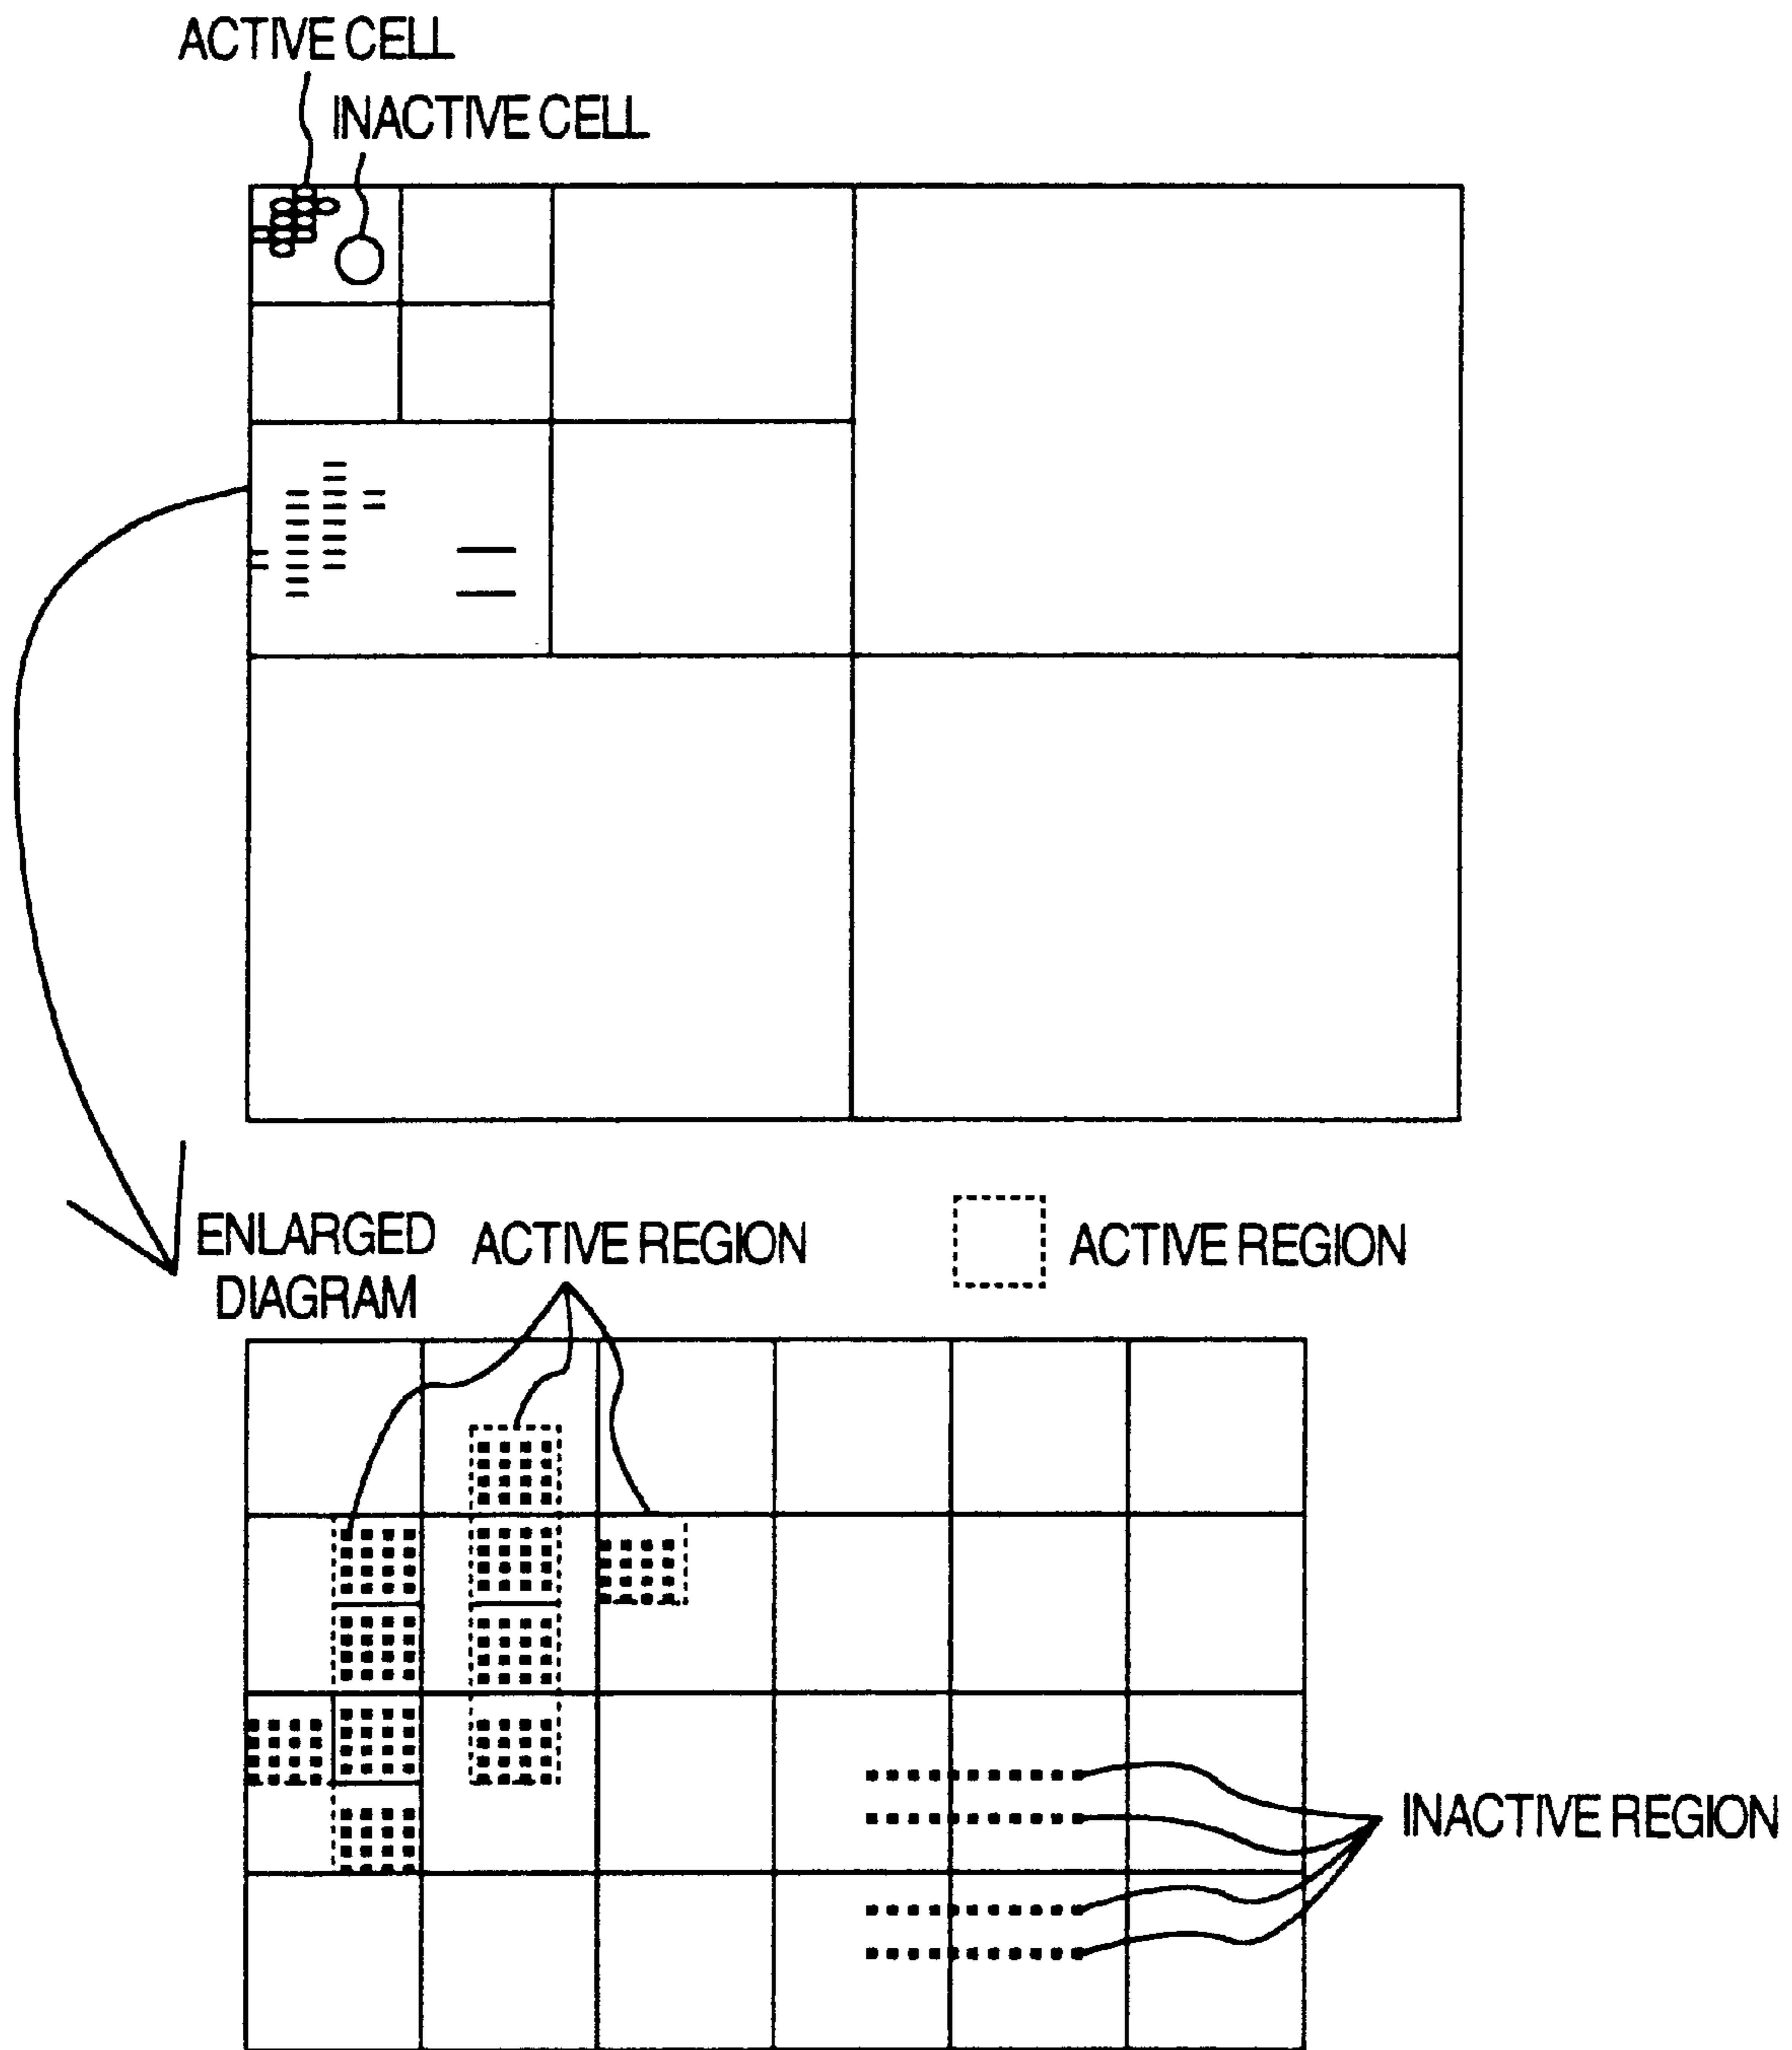 ACTIVE CELL
INACTIVE CELL
ENLARGED
DIAGRAM
ACTIVE REGION
ACTIVE REGION
INACTIVE REGION